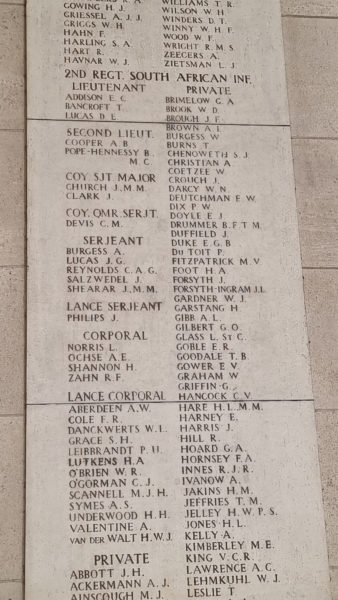 GOWING H. J.
GRIESSEL A. J. J.
GRIGGS W. H.
HAHN F.
HARLING S. A.
HART R.
HAYNAR W. J.
WILLIAMS T. R.
WILSON W. H.
WINDERS D. T.
WINNY W. H. F.
WOOD W. F.
WRIGHT R. M. S.
ZEEGERS A.
ZIETSMAN L. J.
2ND REGT. SOUTH AFRICAN INF.
LIEUTENANT
ADDISON E. C.
BANCROFT T.
LUCAS D. E.
SECOND LIEUT.
COOPER A. B.
POPE-HENNESSY B.,
M C
COY. SJT. MAJOR
CHURCH J., M.M.
CLARK J.
COY. QMR. SERJT.
DEVIS C. M.
SERJEANT
BURGESS A.
LUCAS J. G.
REYNOLDS C. A. G.
SALZWEDEL J.
SHEARAR J., M.M.
LANCE SERJEANT
PHILIPS J.
CORPORAL
NORRIS L.
OCHSE A. E.
SHANNON H.
ZAHN R. F.
LANCE CORPORAL
ABERDEEN A. W.
COLE F. R.
DANCKWERTS W. L.
GRACE S. H.
LEIBBRANDT P. U.
LUTKENS H. A
O'BRIEN W. R.
O'GORMAN C. J.
SCANNELL M. J. H.
SYMES A. S.
UNDERWOOD H. H.
VALENTINE A.
VAN DER WALT H. W. J.
PRIVATE
ABBOTT J. H.
ACKERMANN A. J.
AINSCOUGH M. J.
PRIVATE
BRIMELOW G. A.
BROOK W. D.
BROUGH J. F.
BROWN A. L.
BURGESS W.
BURNS T.
CHENOWETH S. J.
CHRISTIAN A.
COETZEE W.
CROUCH J.
DARCY W. N.
DEUTCHMAN E. W.
DIX P. W.
DOYLE E. J.
DRUMMER B. F. T. M.
DUFFIELD J.
DUKE E. G. B.
DU TOIT P.
FITZPATRICK M. V.
FOOT H. A.
FORSYTH J.
FORSYTH-INGRAM J. L.
GARDNER W. J.
GARSTANG H.
GIBB A. L.
GILBERT G. O.
GLASS L. ST C.
GOBLE E. R.
GOODALE T. B.
GOWER E. V.
GRAHAM W.
GRIFFIN G.
HANCOCK C. V.
HARE H. L., M.M.
HARNEY E.
HARRIS J.
HILL R.
HOARD G. A.
HORNSEY F. A.
INNES R. J. R.
IVANOW A.
JAKINS H. M.
JEFFRIES T. M.
JELLEY H. W. P. S.
JONES H. L.
KELLY A.
KIMBERLEY M. E.
KING V. C. R.
LAWRENCE A. C.
LEHMKUHL W. J.
LESLIE T.